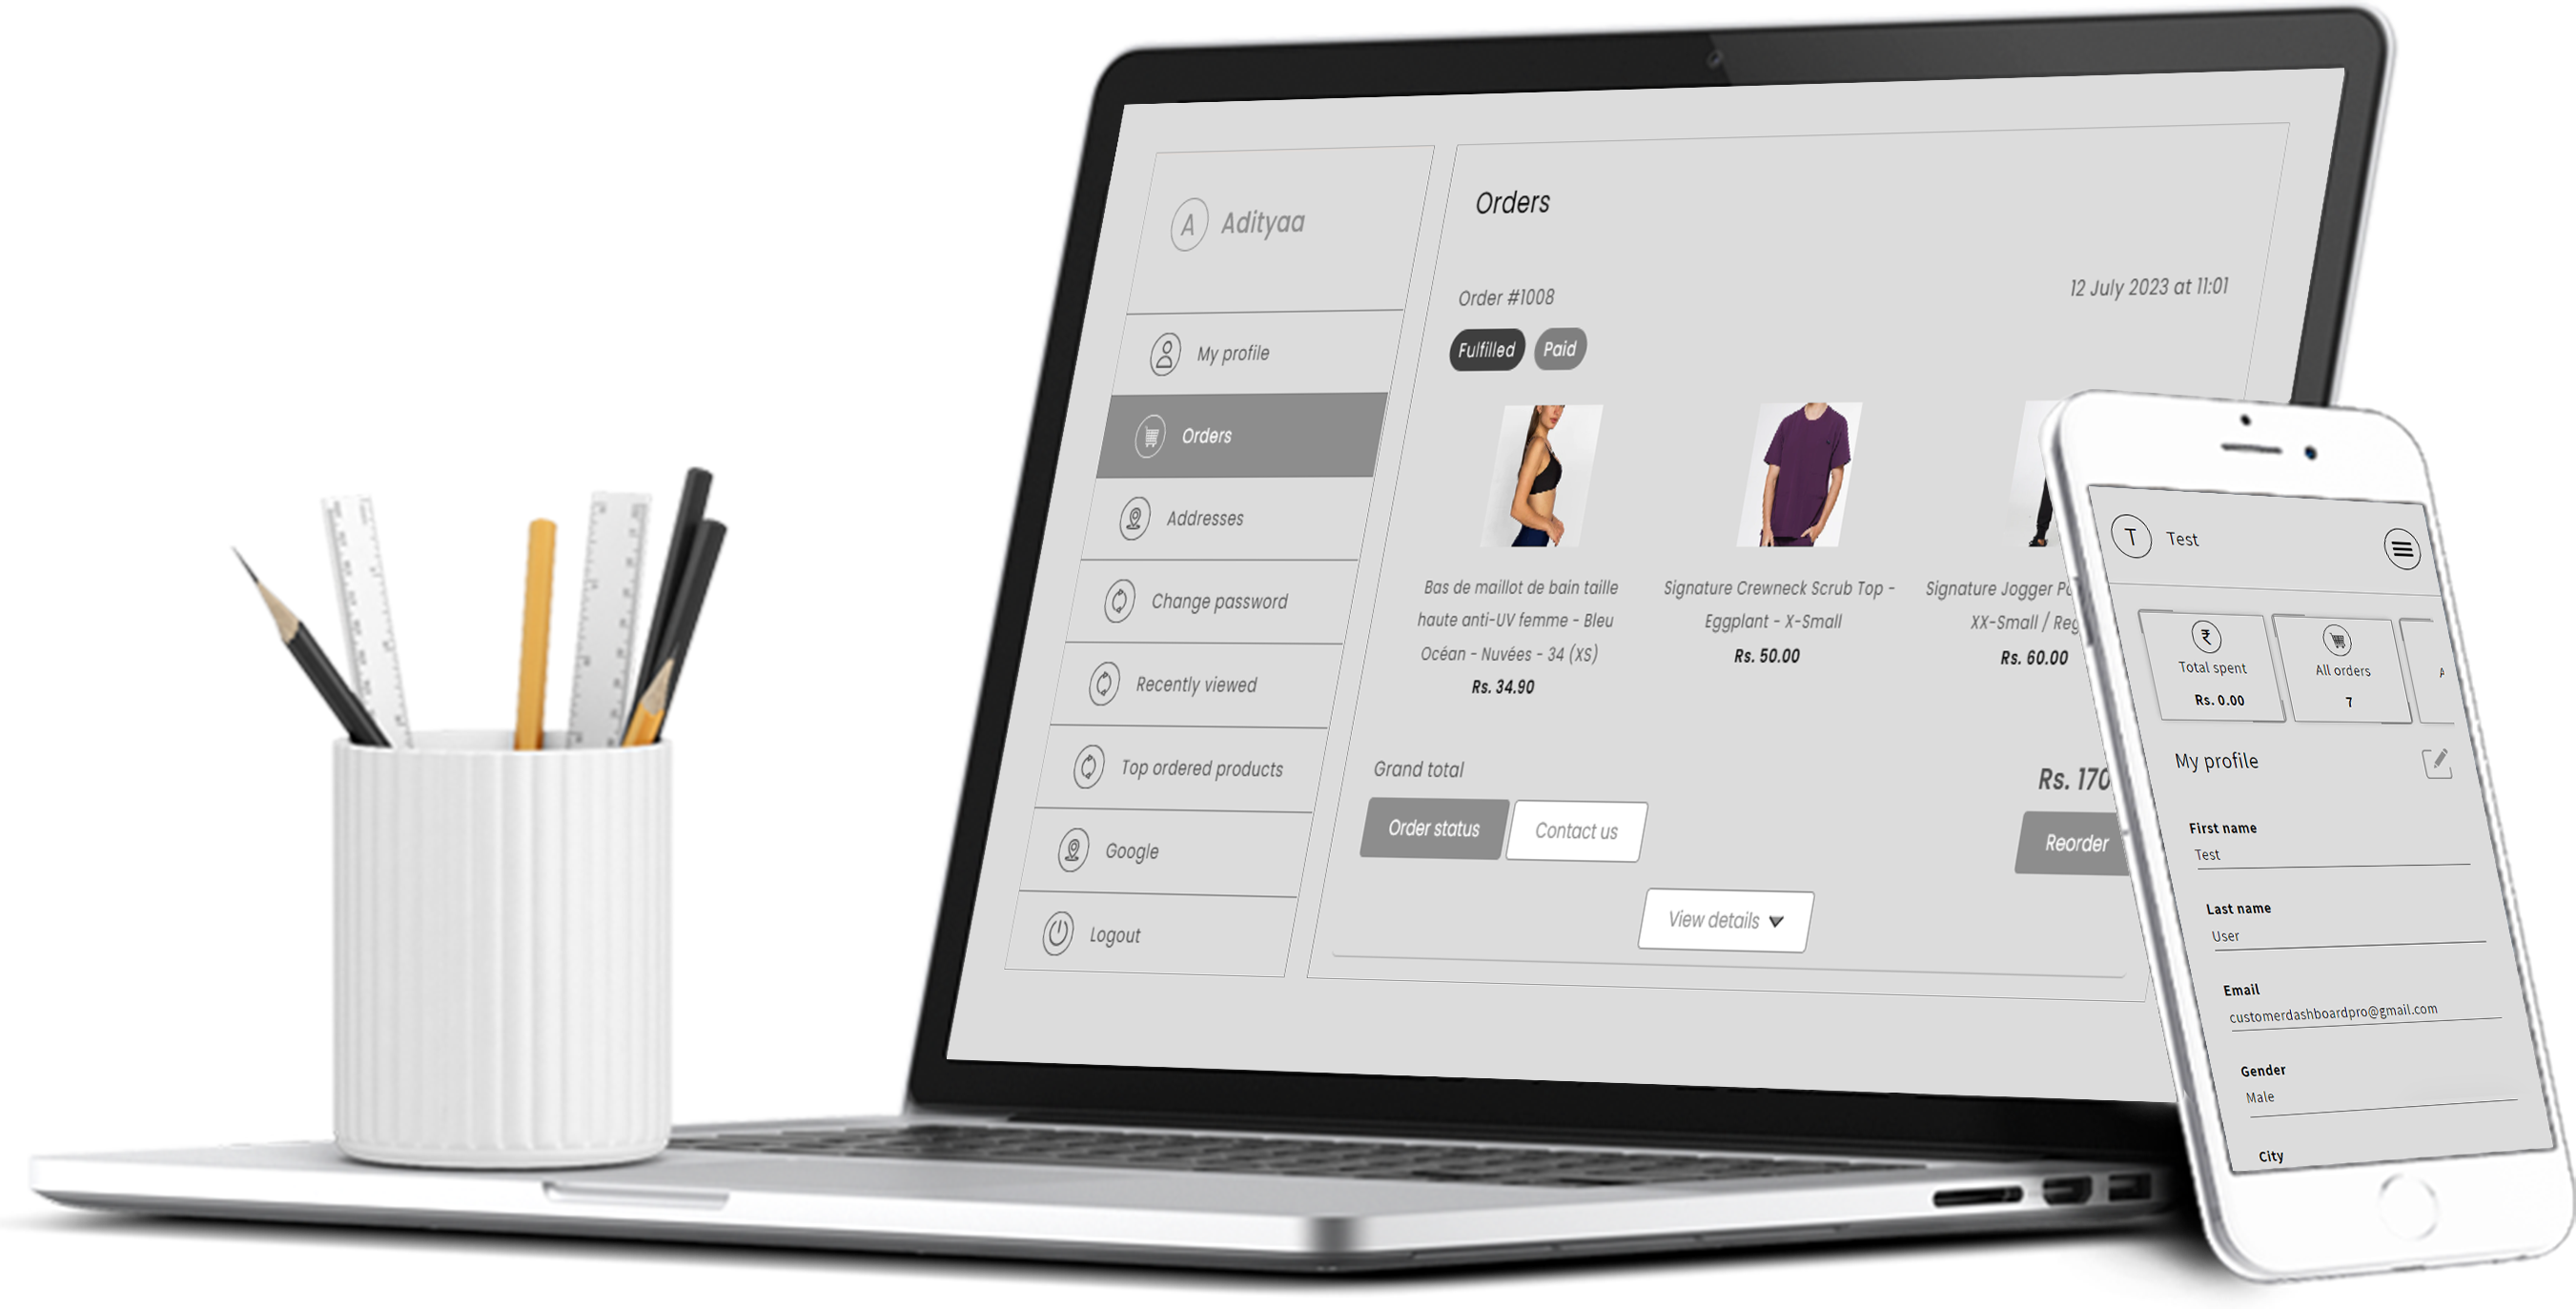 A Adityaa
My profile
Orders
Addresses
Change password
Recently viewed
Top ordered products
Google
Logout
Orders
Order #1008
12 July 2023 at 11:01
Fulfilled Paid
Bas de maillot de bain taille
haute anti-UV femme - Bleu
Océan - Nuvées - 34 (XS)
Rs. 34.90
Signature Crewneck Scrub Top -
Eggplant - X-Small
Rs. 50.00
Signature Jogger
XX-Small /
Rs. 60.00
Grand total
Rs. 170
Order status Contact us
Reorder
View details
T Test
₹
Total spent
Rs. 0.00
All orders
7
My profile
First name
Test
Last name
User
Email
customerdashboardpro@gmail.com
Gender
Male
City